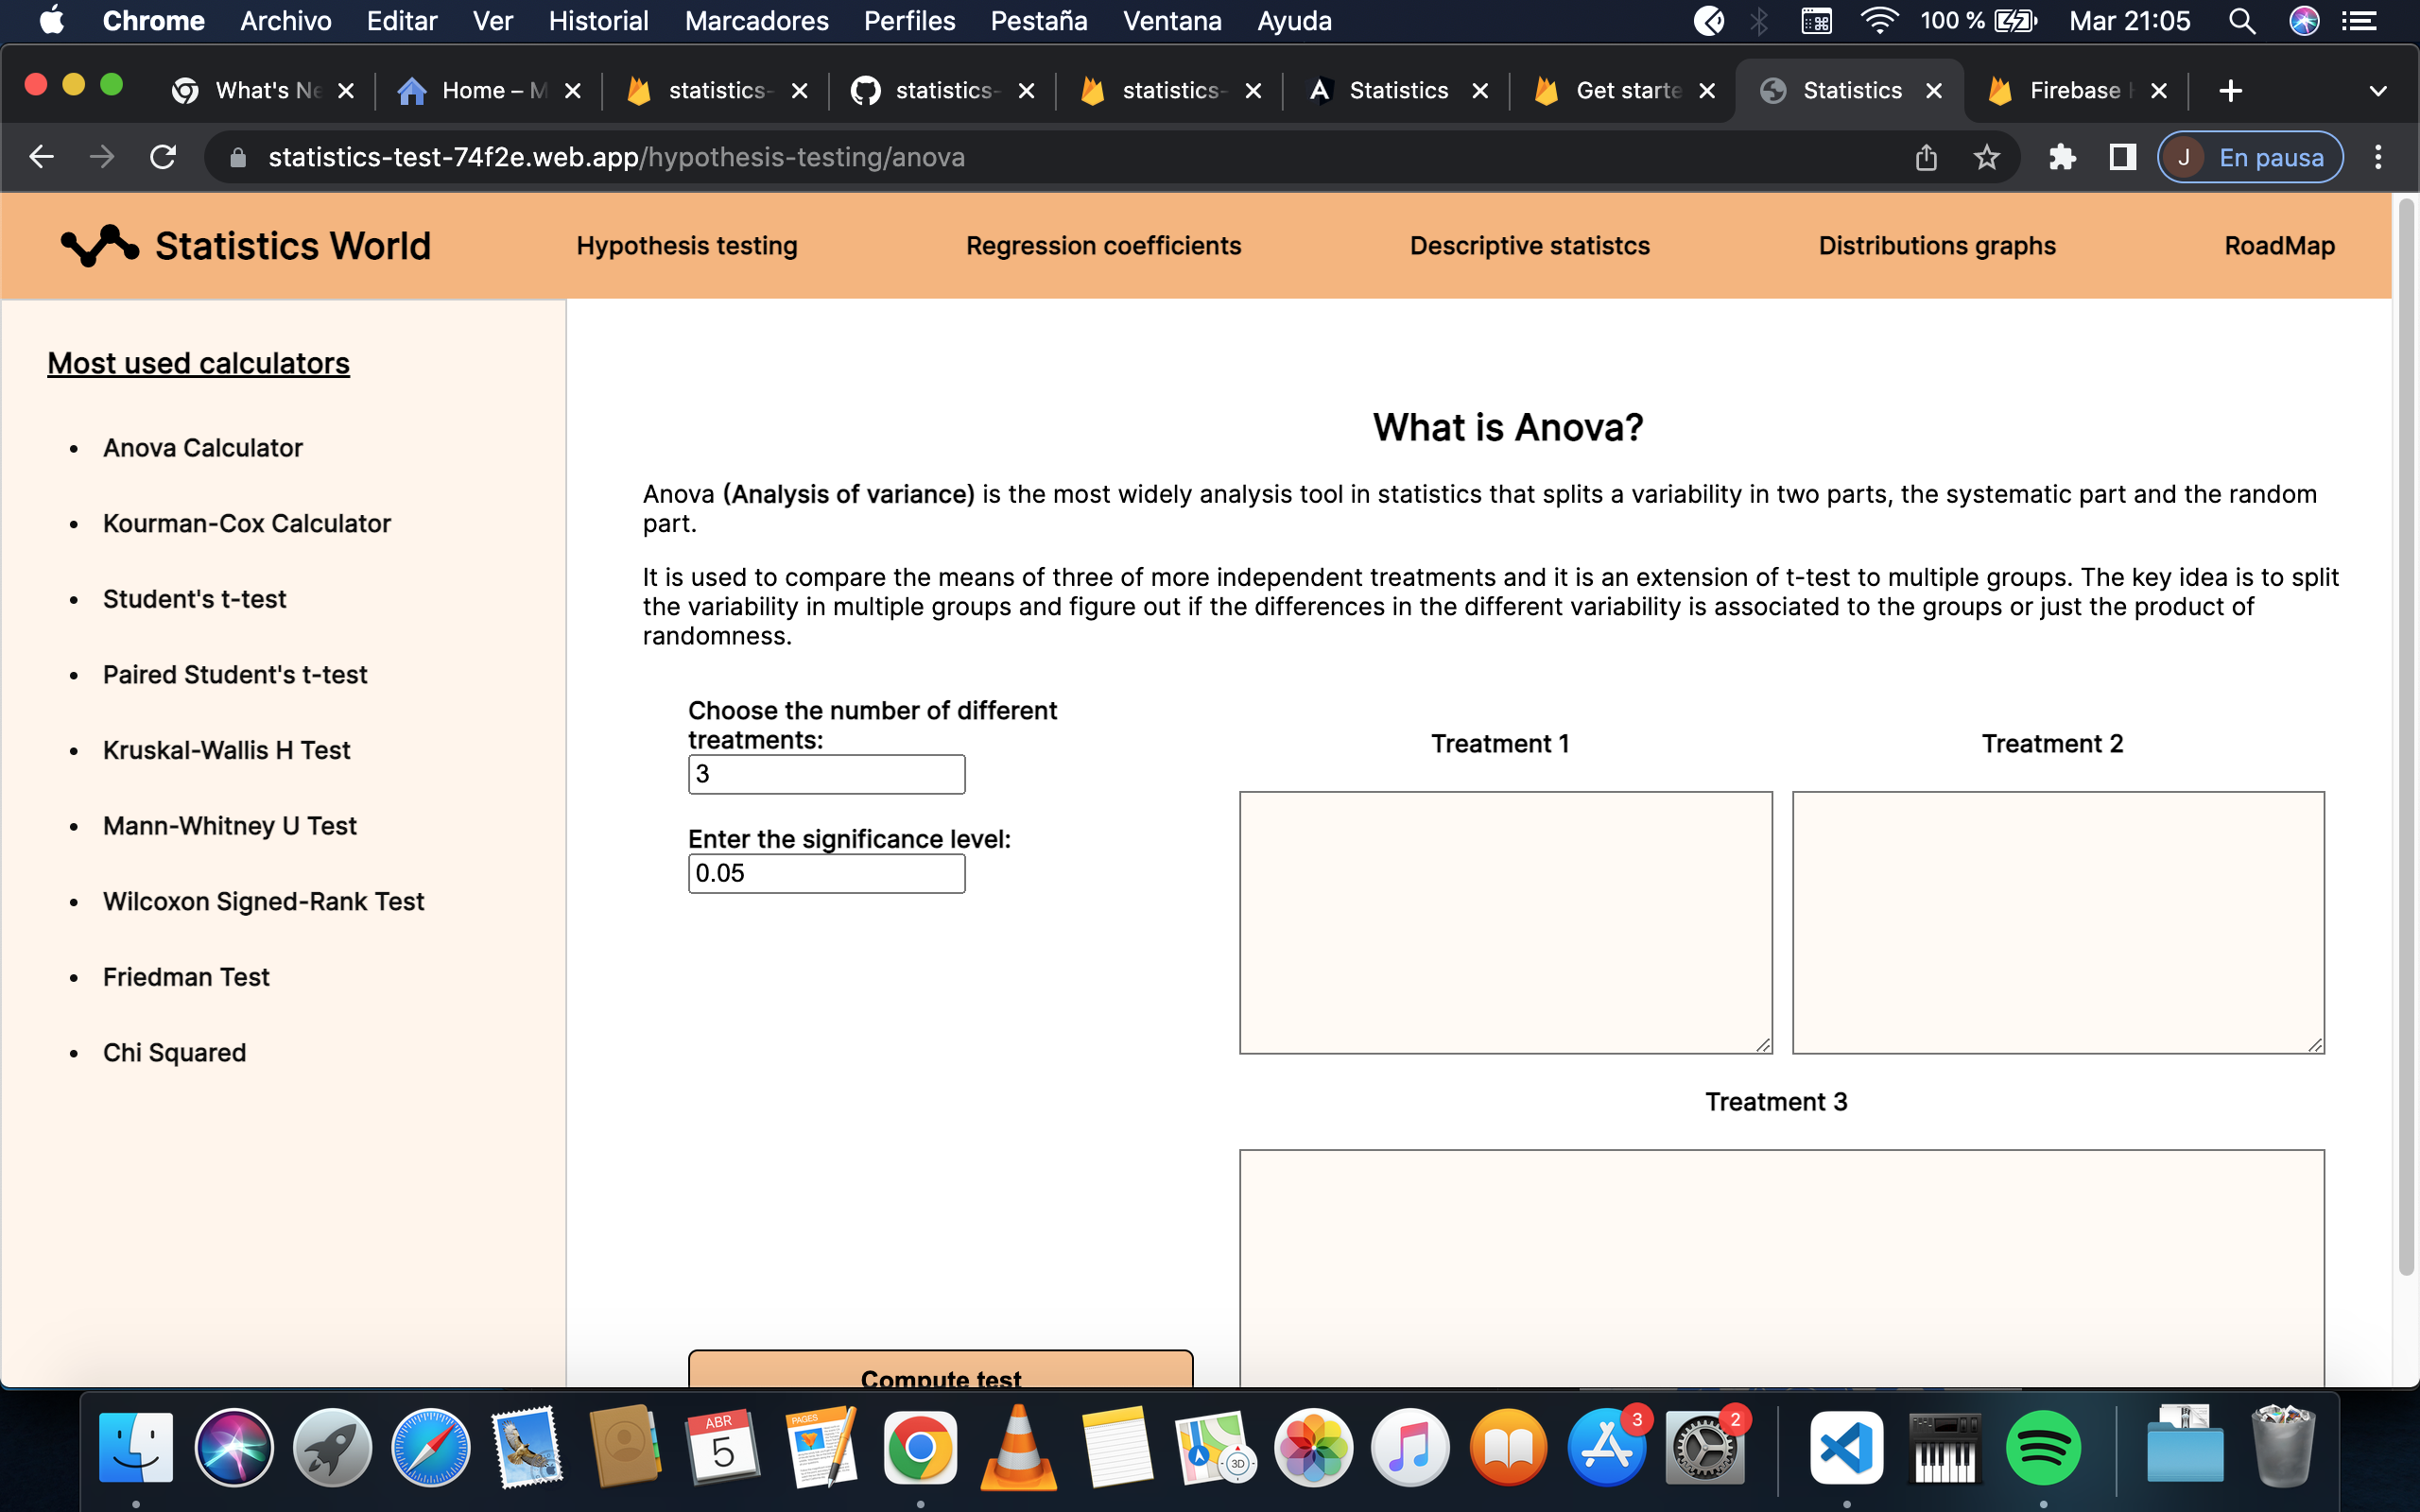 Chrome Archivo Editar Ver Historial Marcadores Perfiles Pestaña Ventana Ayuda 100 % Mar 21:05
What's Ne Home – M statistics- statistics- statistics- Statistics Get starte Statistics Firebase
statistics-test-74f2e.web.app/hypothesis-testing/anova J En pausa
Statistics World Hypothesis testing Regression coefficients Descriptive statistcs Distributions graphs RoadMap
Most used calculators
• Anova Calculator
• Kourman-Cox Calculator
• Student's t-test
• Paired Student's t-test
• Kruskal-Wallis H Test
• Mann-Whitney U Test
• Wilcoxon Signed-Rank Test
• Friedman Test
• Chi Squared
What is Anova?
Anova (Analysis of variance) is the most widely analysis tool in statistics that splits a variability in two parts, the systematic part and the random
part.
It is used to compare the means of three of more independent treatments and it is an extension of t-test to multiple groups. The key idea is to split
the variability in multiple groups and figure out if the differences in the different variability is associated to the groups or just the product of
randomness.
Choose the number of different
treatments:
3
Enter the significance level:
0.05
Treatment 1 Treatment 2
Treatment 3
Compute test
ABR
5
PAGES
3D
3
2